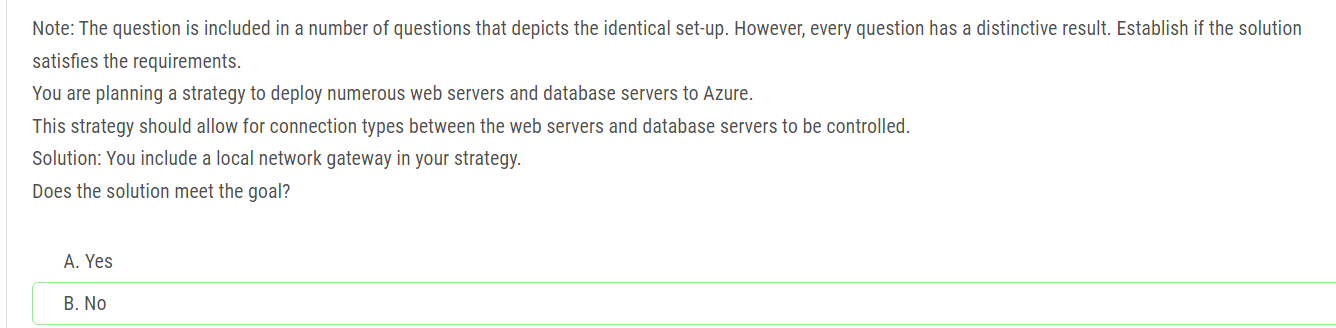 Note: The question is included in a number of questions that depicts the identical set-up. However, every question has a distinctive result. Establish if the solution
satisfies the requirements.
You are planning a strategy to deploy numerous web servers and database servers to Azure.
This strategy should allow for connection types between the web servers and database servers to be controlled.
Solution: You include a local network gateway in your strategy.
Does the solution meet the goal?
A. Yes
B. No